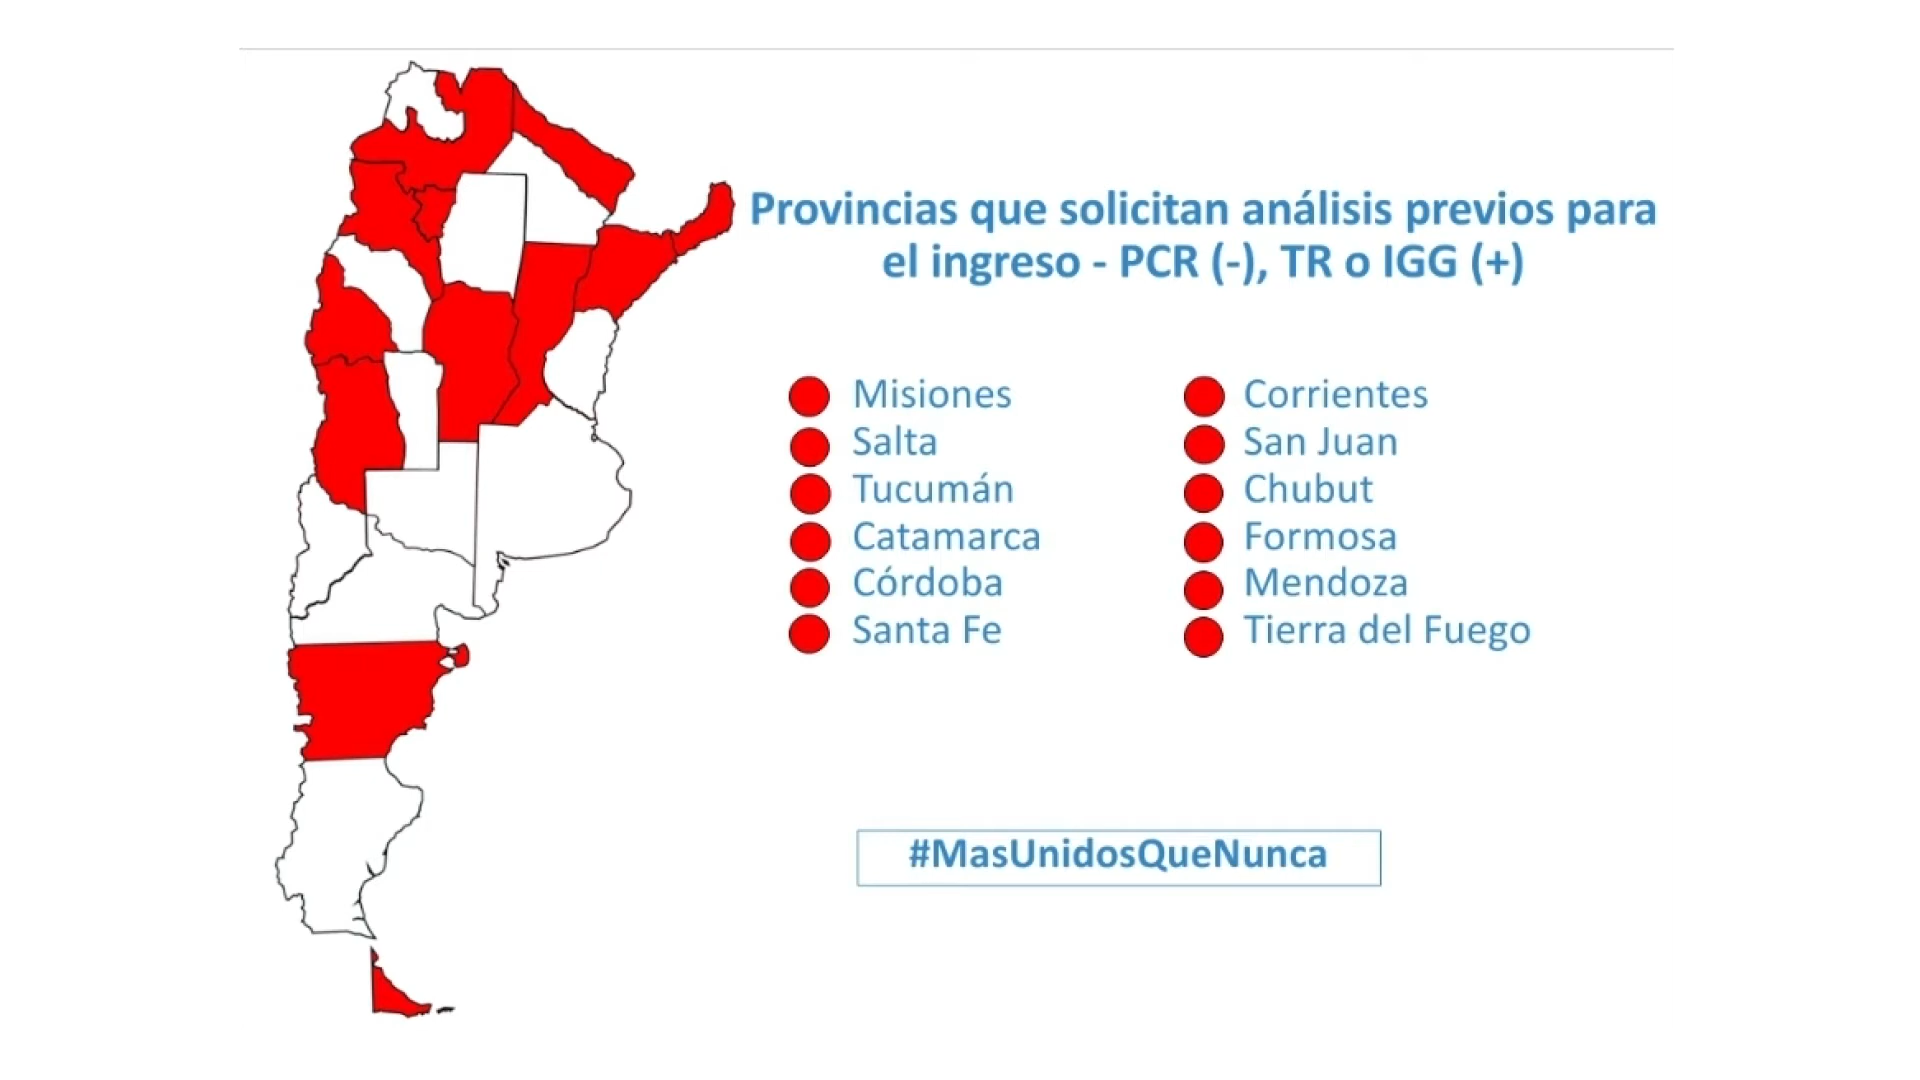 Provincias que solicitan análisis previos para
el ingreso - PCR (-), TR o IGG (+)
Misiones
Salta
Tucumán
Catamarca
Córdoba
Santa Fe
Corrientes
San Juan
Chubut
Formosa
Mendoza
Tierra del Fuego
#MasUnidosQueNunca